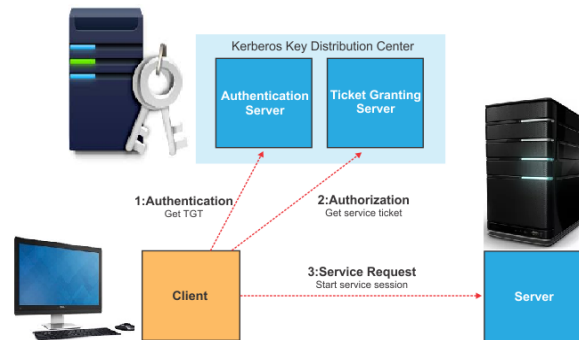 Kerberos Key Distribution Center
Authentication
Server
Ticket Granting
Server
1:Authentication
Get TGT
2:Authorization
Get service ticket
3:Service Request
Start service session
Client
Server